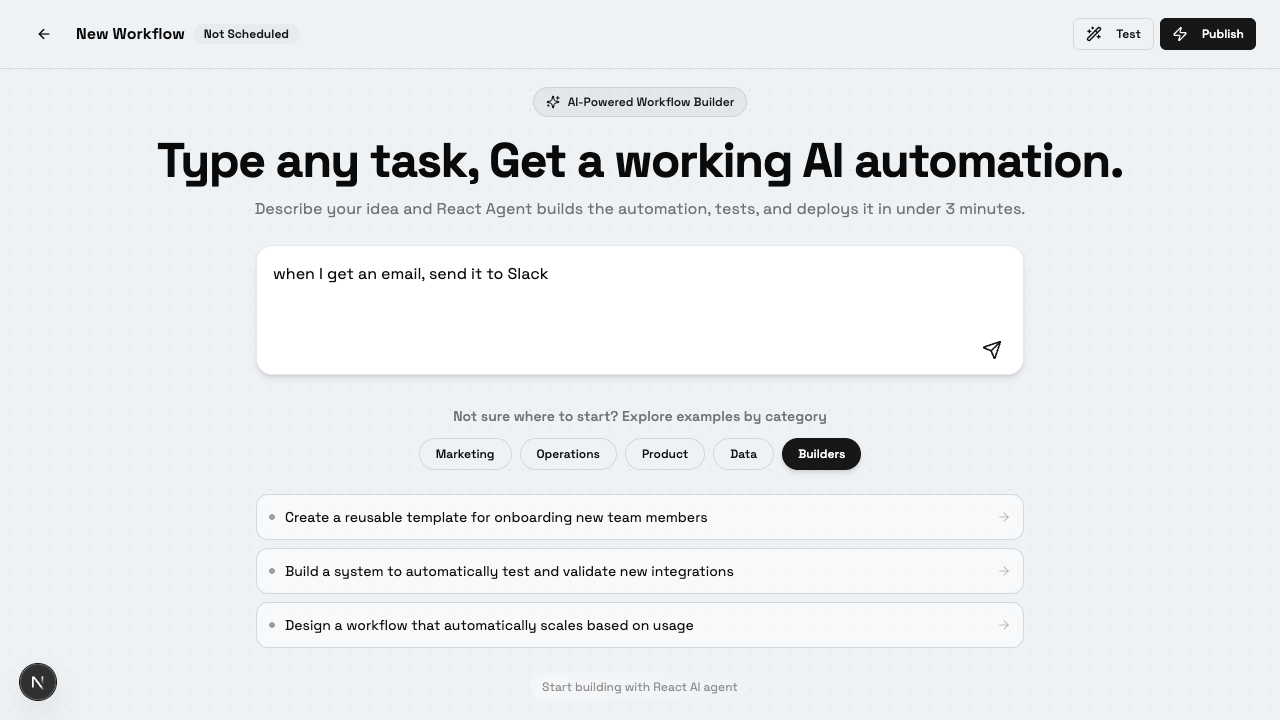 New Workflow
Not Scheduled
Test
Publish
AI-Powered Workflow Builder
Type any task, Get a working AI automation.
Describe your idea and React Agent builds the automation, tests, and deploys it in under 3 minutes.
when I get an email, send it to Slack
Not sure where to start? Explore examples by category
Marketing
Operations
Product
Data
Builders
Create a reusable template for onboarding new team members
Build a system to automatically test and validate new integrations
Design a workflow that automatically scales based on usage
N
Start building with React AI agent